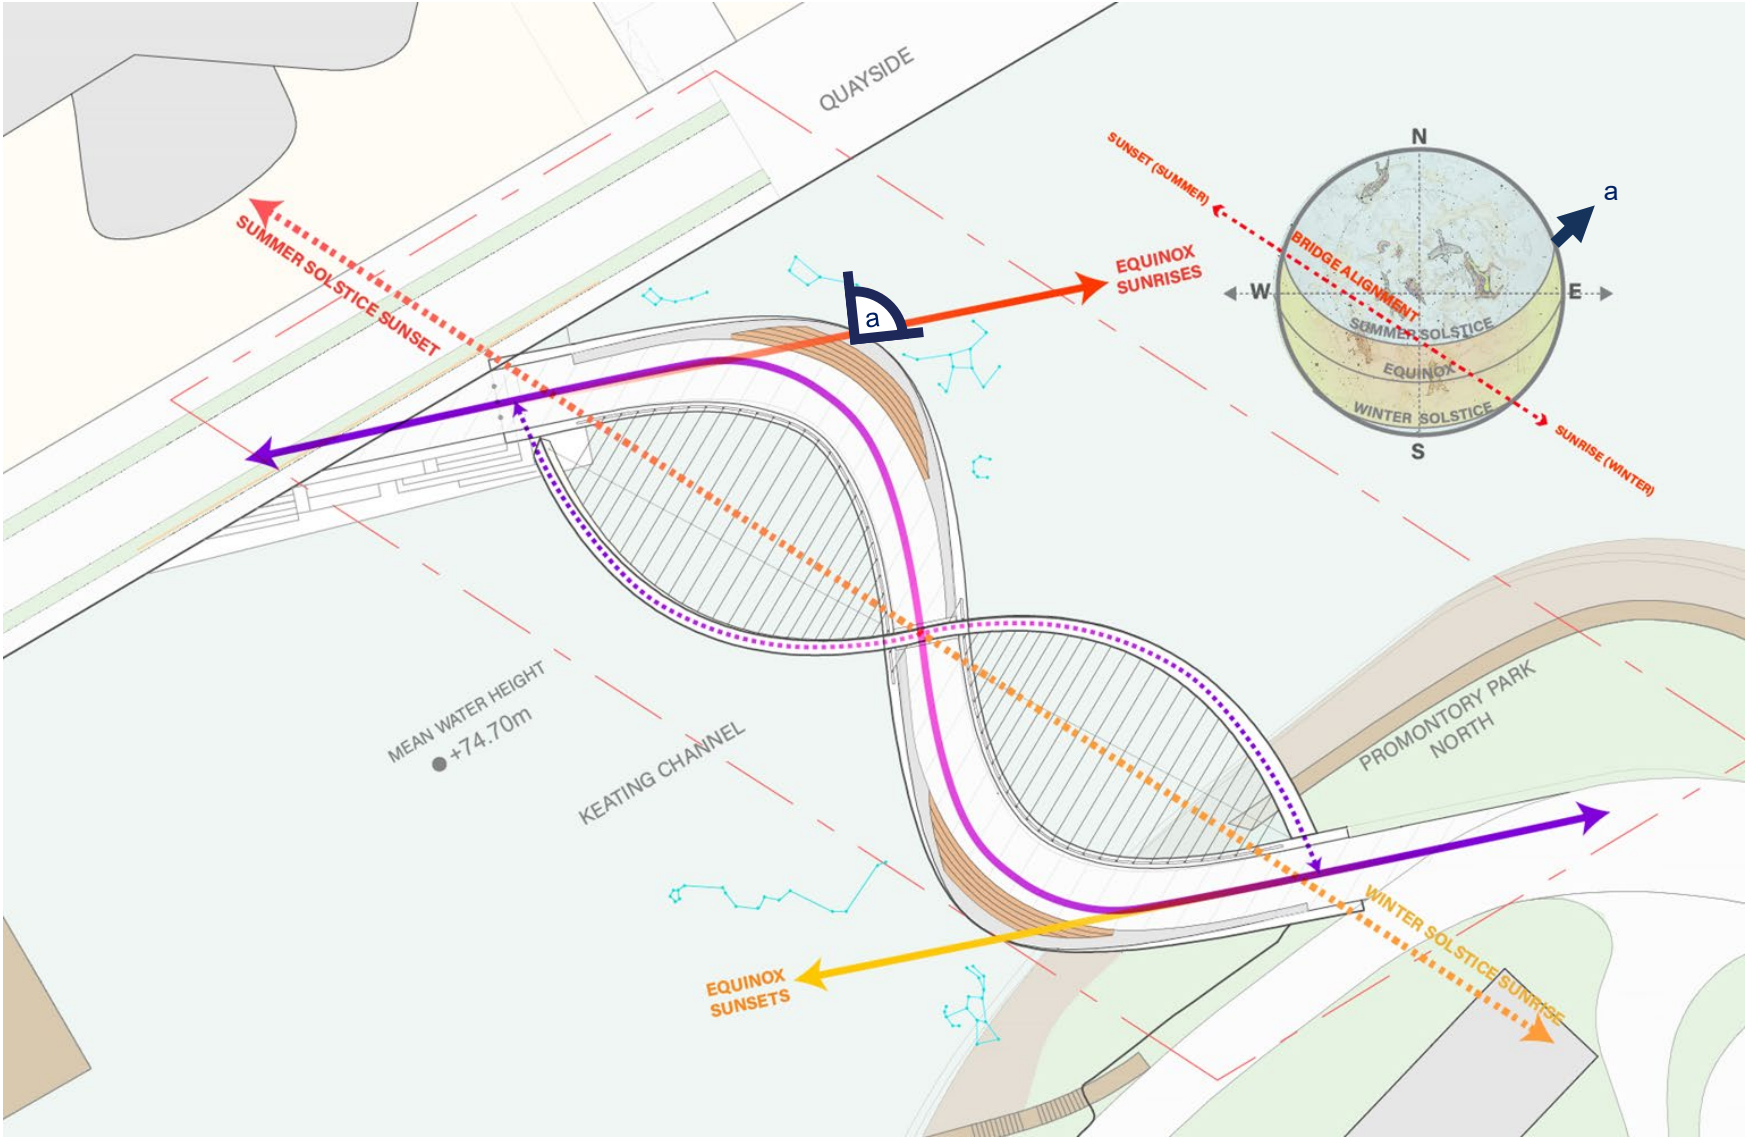 QUAYSIDE
N
SUNSET (SUMMER)
a
BRIDGE ALIGNMENT
W
E
SUMMER SOLSTICE
EQUINOX
WINTER SOLSTICE
S
SUNRISE (WINTER)
SUMMER SOLSTICE SUNSET
EQUINOX
SUNRISES
a
MEAN WATER HEIGHT
+74.70m
KEATING CHANNEL
PROMONTORY PARK
NORTH
WINTER SOLSTICE SUNRISE
EQUINOX
SUNSETS